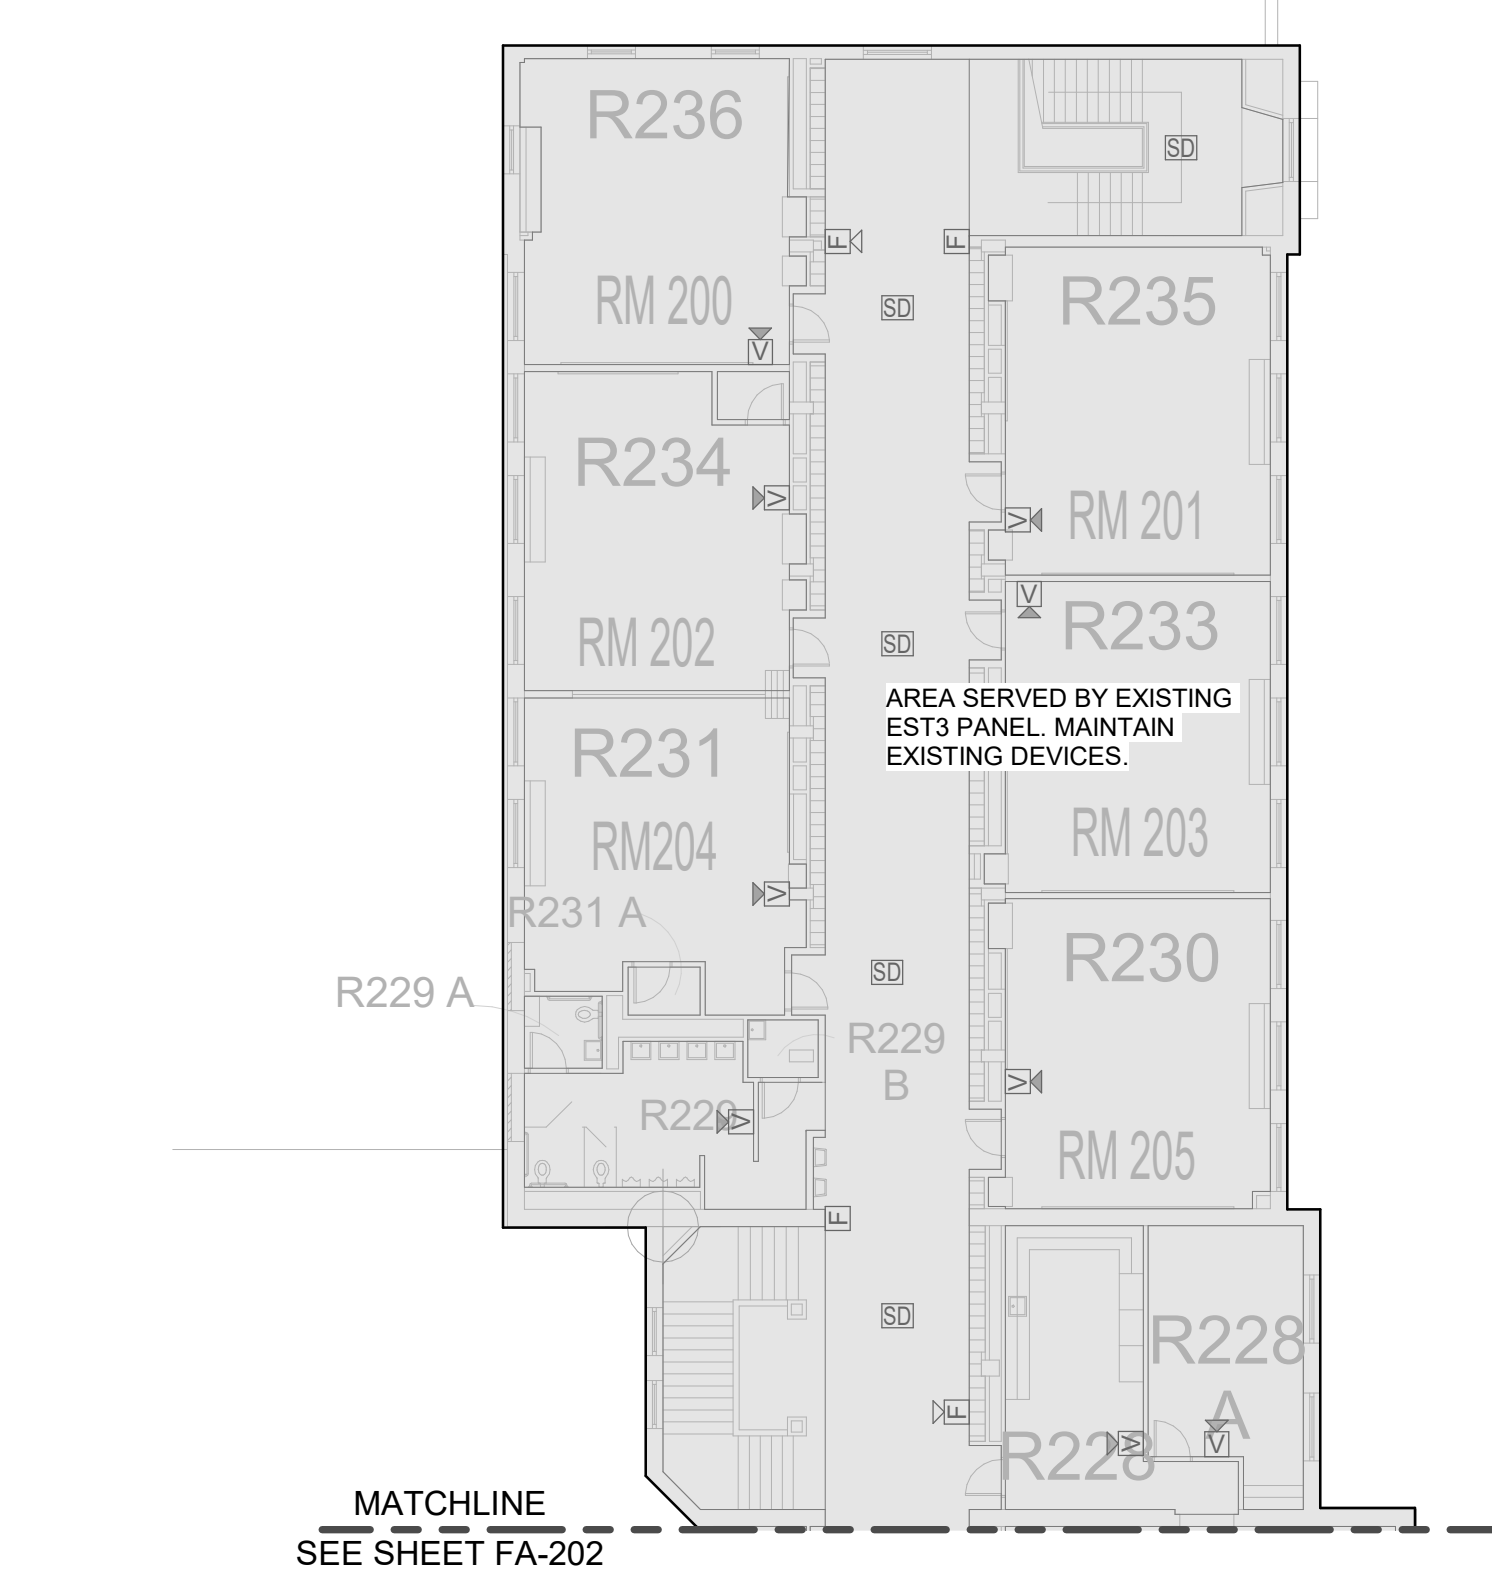 R236
SD
F
F
RM 200
SD
R235
V
R234
V
RM 201
V
V
R233
RM 202
SD
AREA SERVED BY EXISTING
EST3 PANEL. MAINTAIN
EXISTING DEVICES.
R231
RM204
RM 203
V
R231 A
R230
SD
R229 A
R229
B
V
R229
V
RM 205
F
SD
R228
A
F
V
V
R228
MATCHLINE
SEE SHEET FA-202